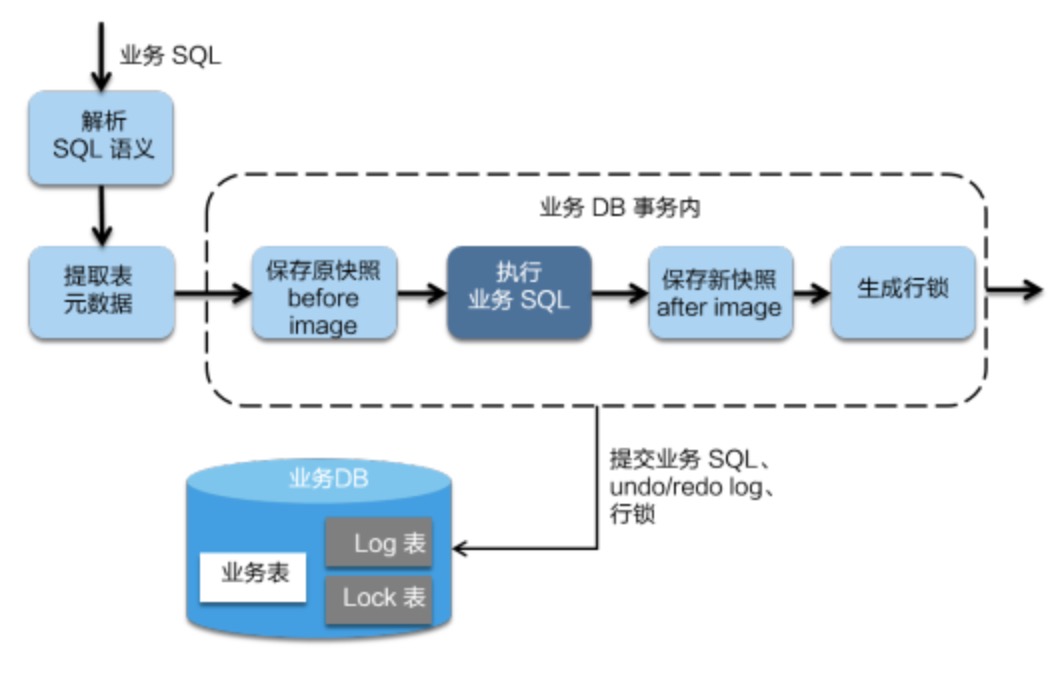 业务 SQL
解析
SQL 语义
业务 DB 事务内
提取表
元数据
保存原快照
before
image
执行
业务 SQL
保存新快照
after image
生成行锁
提交业务 SQL、
undo/redo log、
行锁
业务DB
业务表
Log 表
Lock 表